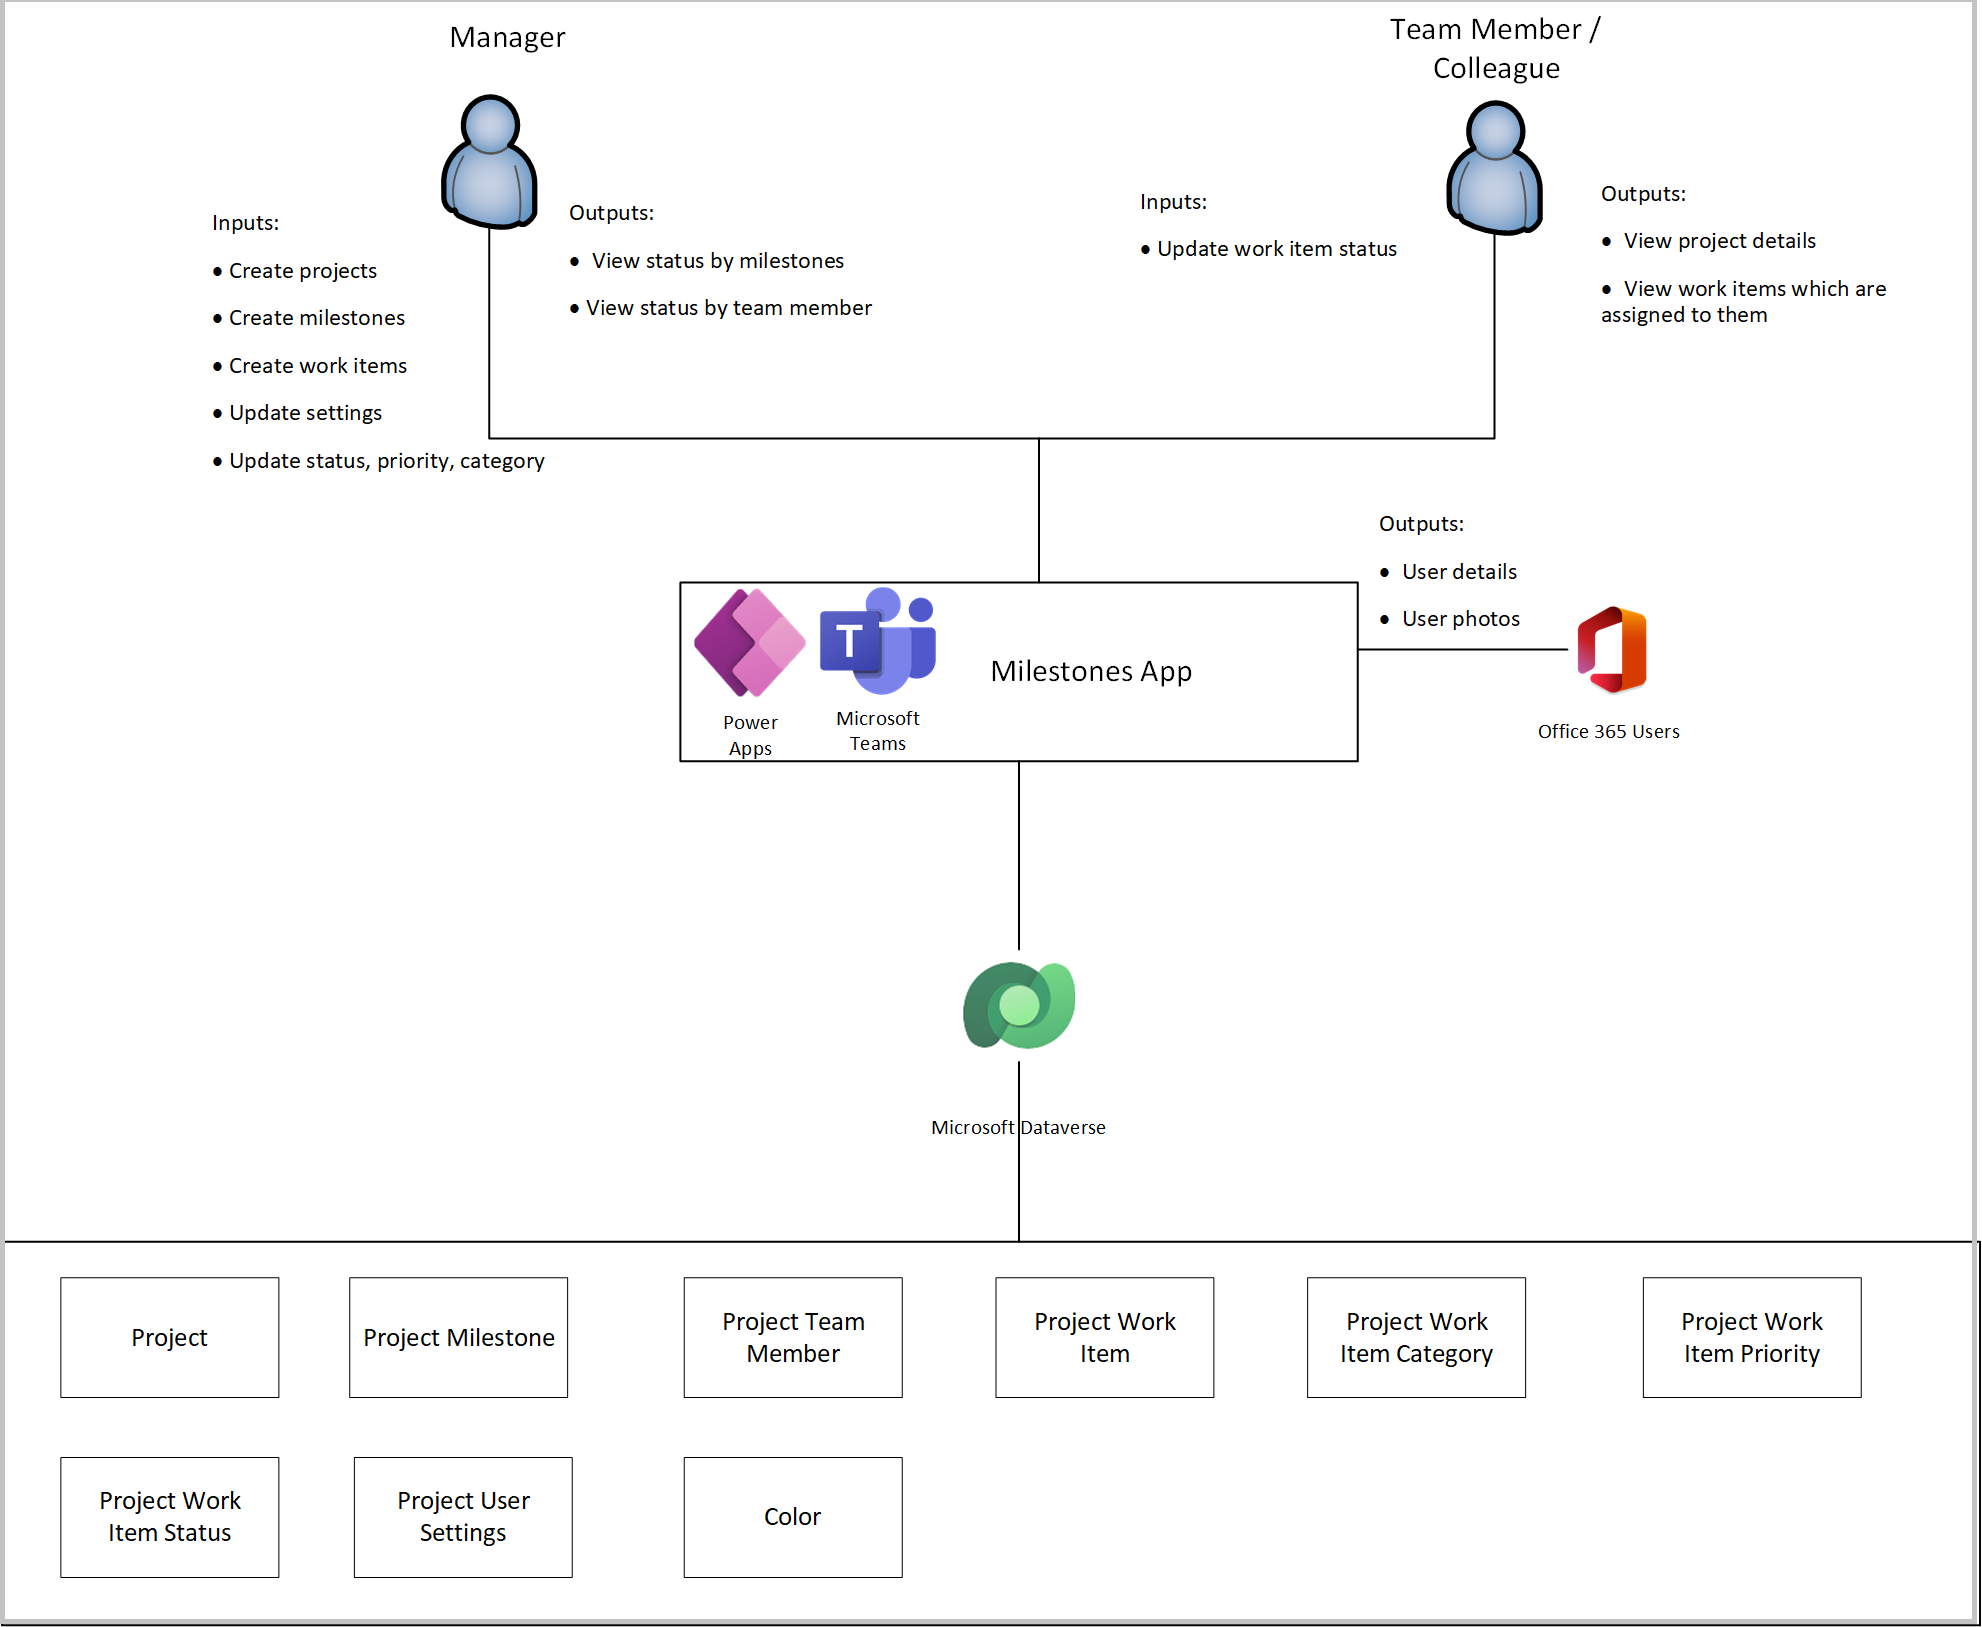 Manager
Team Member /
Colleague
Inputs:
● Create projects
● Create milestones
● Create work items
● Update settings
● Update status, priority, category
Outputs:
● View status by milestones
● View status by team member
Inputs:
● Update work item status
Outputs:
● View project details
● View work items which are
assigned to them
Outputs:
● User details
● User photos
T
Power
Apps
Microsoft
Teams
Milestones App
Office 365 Users
Microsoft Dataverse
Project
Project Milestone
Project Team
Member
Project Work
Item
Project Work
Item Category
Project Work
Item Priority
Project Work
Item Status
Project User
Settings
Color